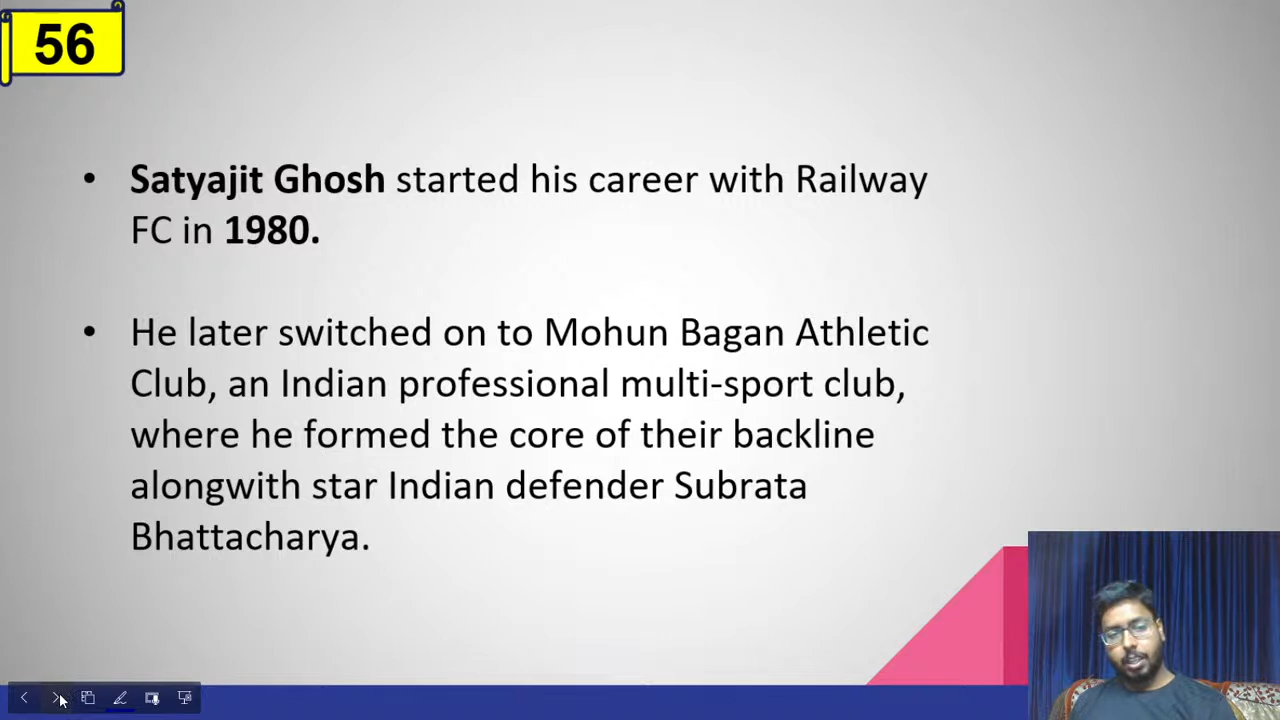 56
• Satyajit Ghosh started his career with Railway
FC in 1980.
• He later switched on to Mohun Bagan Athletic
Club, an Indian professional multi-sport club,
where he formed the core of their backline
alongwith star Indian defender Subrata
Bhattacharya.